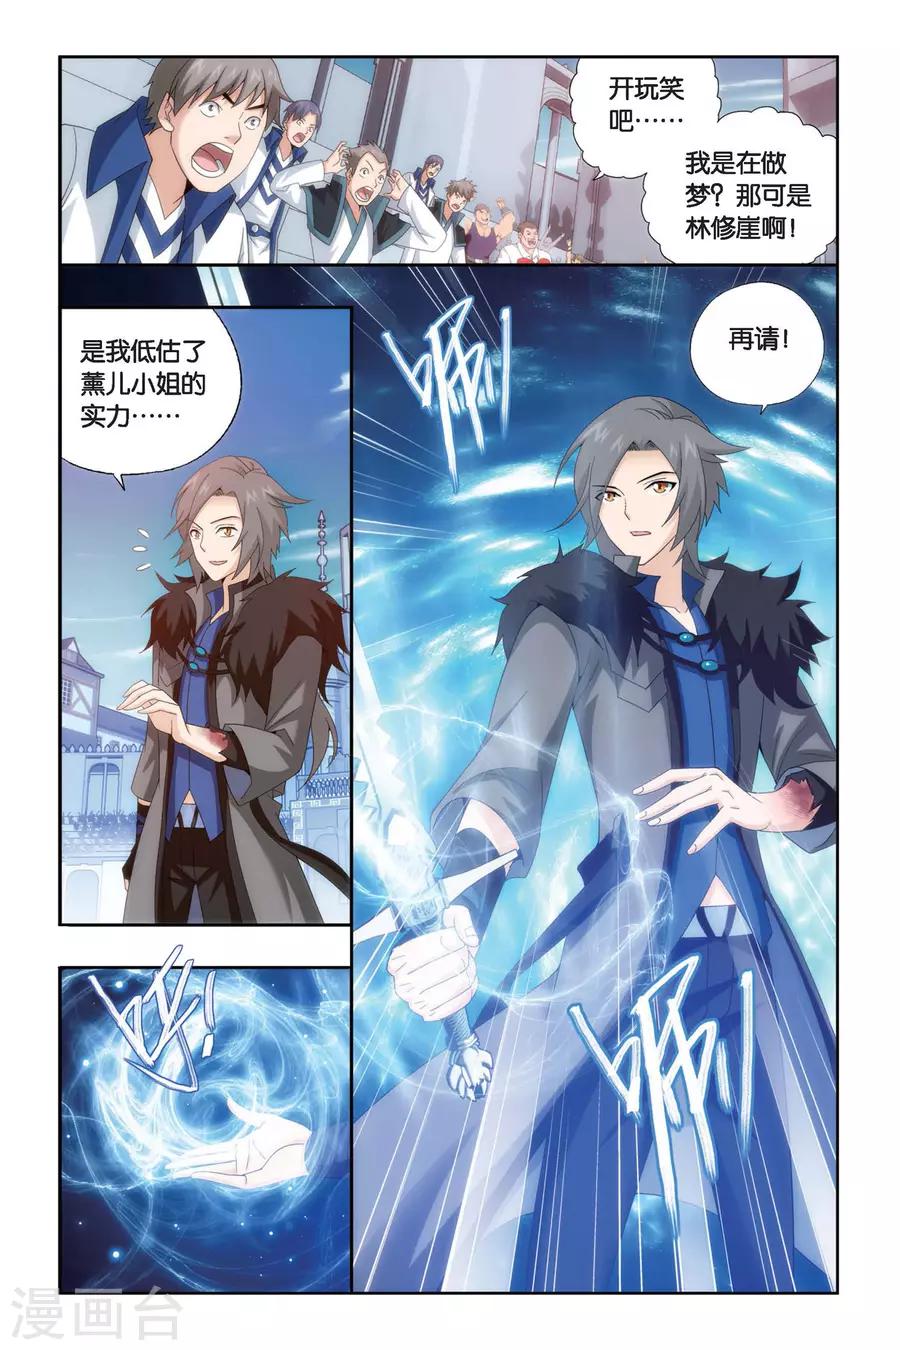 开玩笑
吧……
我是在做
梦？那可是
林修崖啊！
是我低估了
薰儿小姐的
实力……
再请！
唰！
唰！
漫画台